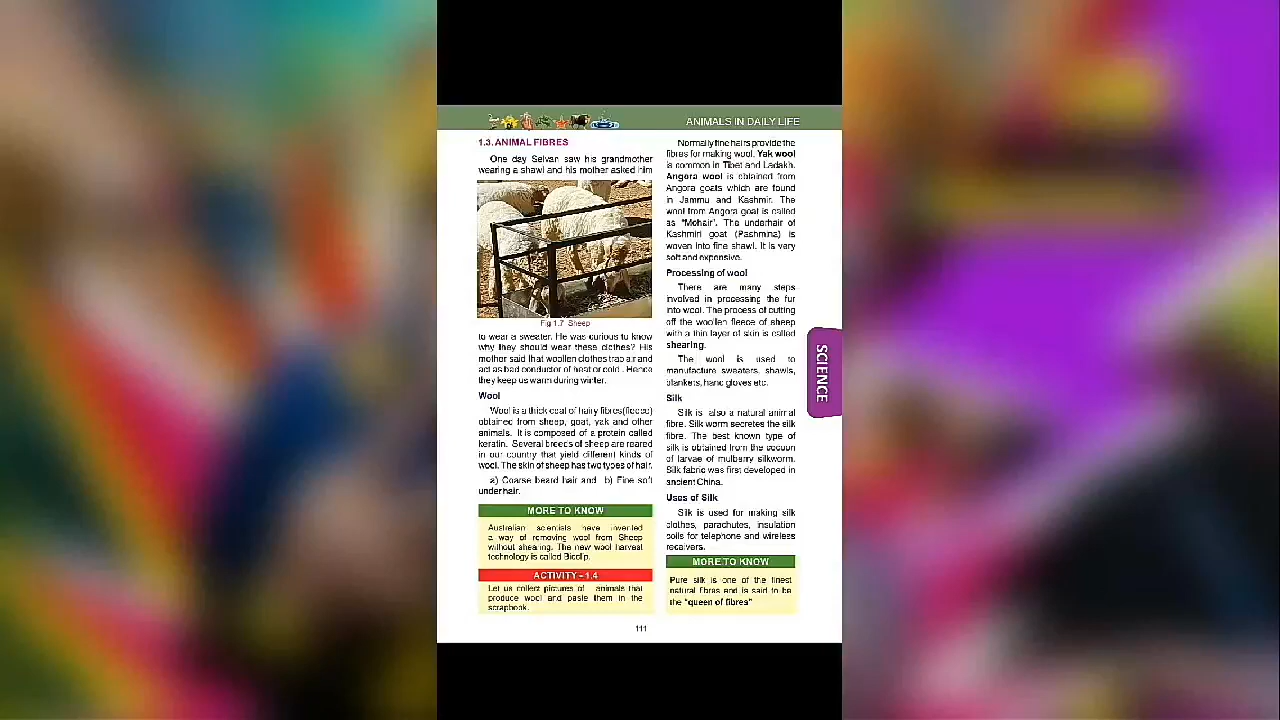 ANIMALS IN DAILY LIFE
1.3. ANIMAL FIBRES
One day Selvan saw his grandmother
wearing a shawl and his mother asked him
Fig 1.7 Sheep
to wear a sweater. He was curious to know
why they should wear these clothes? His
mother said that woollen clothes trap air and
act as bad conductor of heat or cold . Hence
they keep us warm during winter.
Wool
Wool is a thick coat of hairy fibres(fleece)
obtained from sheep, goat, yak and other
animals. It is composed of a protein called
keratin. Several breeds of sheep are reared
in our country that yield different kinds of
wool. The skin of sheep has two types of hair.
a) Coarse beard hair and b) Fine soft
underhair.
MORE TO KNOW
Australian scientists have invented
a way of removing wool from Sheep
without shearing. The new wool harvest
technology is called Bioclip.
ACTIVITY - 1.4
Let us collect pictures of animals that
produce wool and paste them in the
scrapbook.
Normally fine hairs provide the
fibres for making wool. Yak wool
is common in Tibet and Ladakh.
Angora wool is obtained from
Angora goats which are found
in Jammu and Kashmir. The
wool from Angora goat is called
as "Mohair". The underhair of
Kashmiri goat (Pashmina) is
woven into fine shawl. It is very
soft and expensive.
Processing of wool
There are many steps
involved in processing the fur
into wool. The process of cutting
off the woollen fleece of sheep
with a thin layer of skin is called
shearing.
The wool is used to
manufacture sweaters, shawls,
blankets, hand gloves etc.
Silk
Silk is also a natural animal
fibre. Silk worm secretes the silk
fibre. The best known type of
silk is obtained from the cocoon
of larvae of mulberry silkworm.
Silk fabric was first developed in
ancient China.
Uses of Silk
Silk is used for making silk
clothes, parachutes, insulation
coils for telephone and wireless
receivers.
MORE TO KNOW
Pure silk is one of the finest
natural fibres and is said to be
the "queen of fibres"
SCIENCE
111